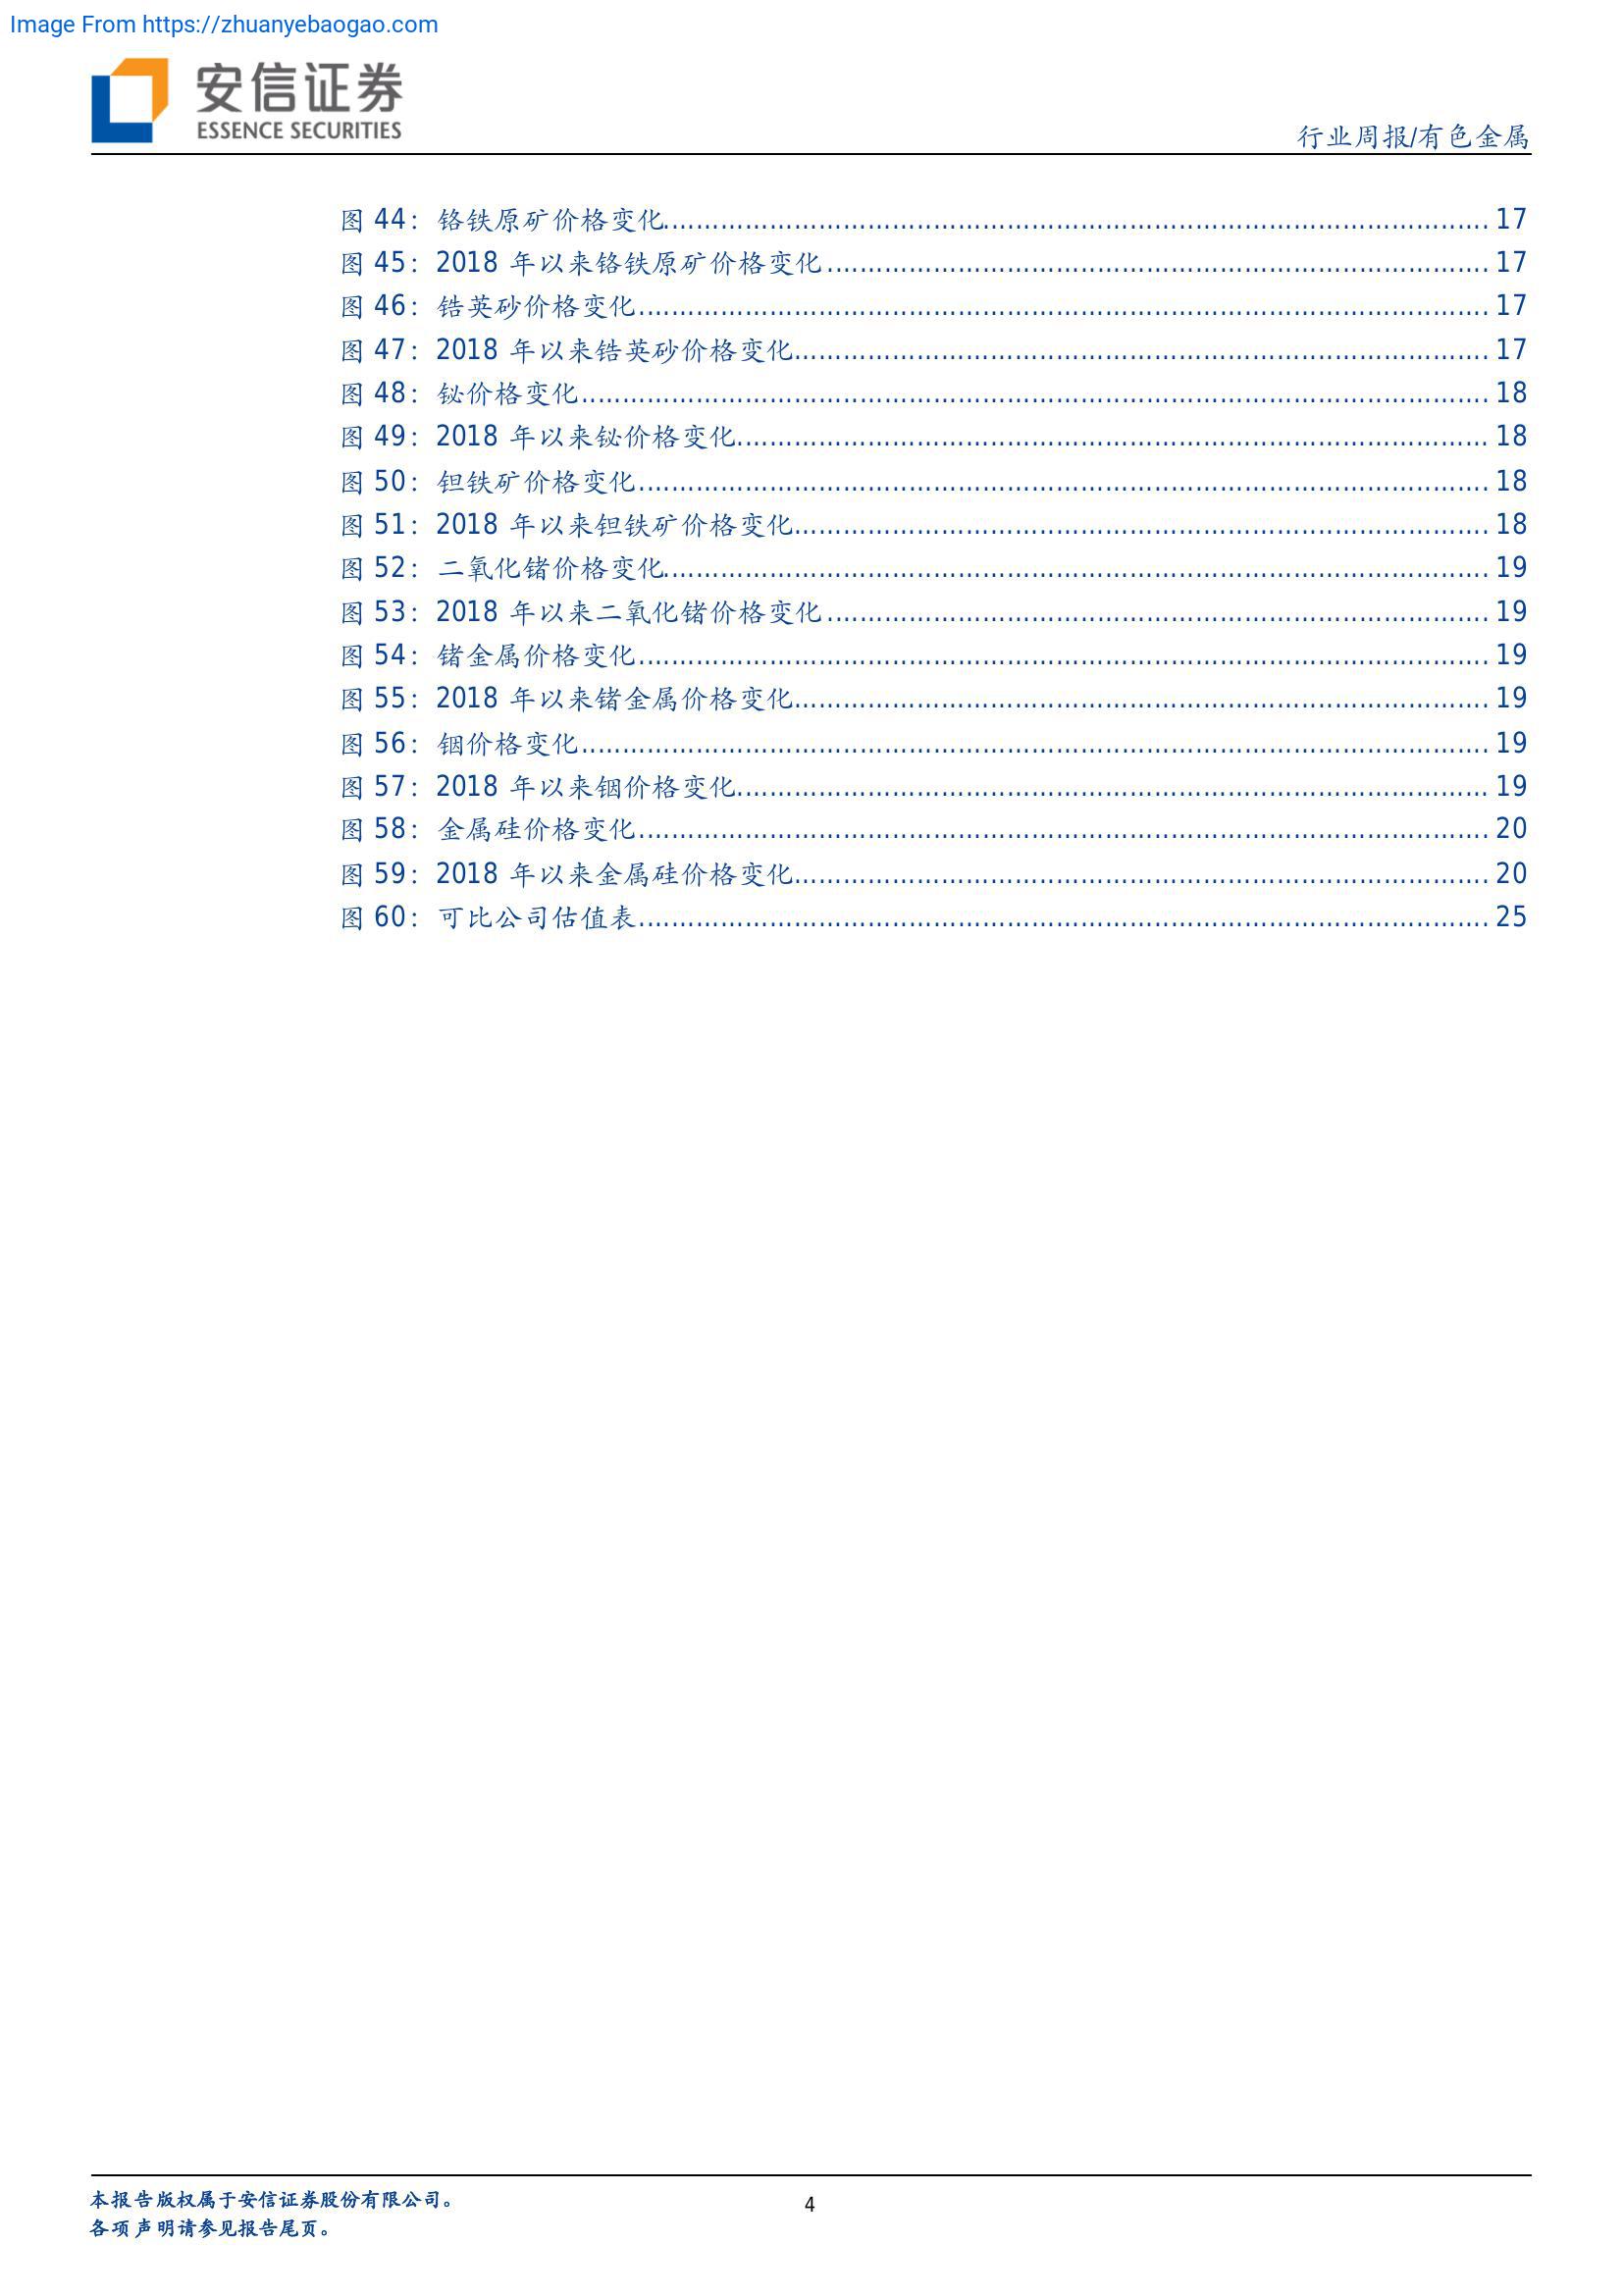 Image From https://zhuanyebaogao.com
安信证券
ESSENCE SECURITIES
行业周报/有色金属
图 44：铬铁原矿价格变化 17
图 45：2018 年以来铬铁原矿价格变化 17
图 46：锆英砂价格变化 17
图 47：2018 年以来锆英砂价格变化 17
图 48：铋价格变化 18
图 49：2018 年以来铋价格变化 18
图 50：钽铁矿价格变化 18
图 51：2018 年以来钽铁矿价格变化 18
图 52：二氧化锗价格变化 19
图 53：2018 年以来二氧化锗价格变化 19
图 54：锗金属价格变化 19
图 55：2018 年以来锗金属价格变化 19
图 56：铟价格变化 19
图 57：2018 年以来铟价格变化 19
图 58：金属硅价格变化 20
图 59：2018 年以来金属硅价格变化 20
图 60：可比公司估值表 25
本报告版权属于安信证券股份有限公司。
4
各项声明请参见报告尾页。